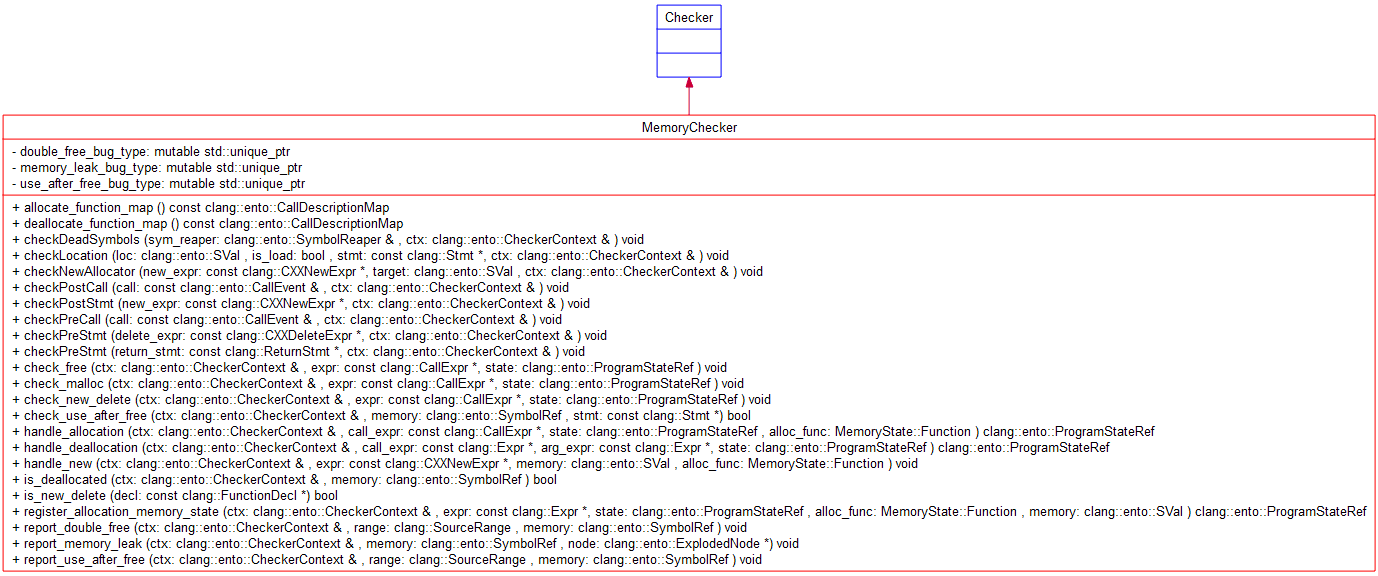 Checker
MemoryChecker
- double_free_bug_type: mutable std::unique_ptr
- memory_leak_bug_type: mutable std::unique_ptr
- use_after_free_bug_type: mutable std::unique_ptr
+ allocate_function_map () const clang::ento::CallDescriptionMap
+ deallocate_function_map () const clang::ento::CallDescriptionMap
+ checkDeadSymbols (sym_reaper: clang::ento::SymbolReaper & , ctx: clang::ento::CheckerContext & ) void
+ checkLocation (loc: clang::ento::SVal , is_load: bool , stmt: const clang::Stmt *, ctx: clang::ento::CheckerContext & ) void
+ checkNewAllocator (new_expr: const clang::CXXNewExpr *, target: clang::ento::SVal , ctx: clang::ento::CheckerContext & ) void
+ checkPostCall (call: const clang::ento::CallEvent & , ctx: clang::ento::CheckerContext & ) void
+ checkPostStmt (new_expr: const clang::CXXNewExpr *, ctx: clang::ento::CheckerContext & ) void
+ checkPreCall (call: const clang::ento::CallEvent & , ctx: clang::ento::CheckerContext & ) void
+ checkPreStmt (delete_expr: const clang::CXXDeleteExpr *, ctx: clang::ento::CheckerContext & ) void
+ checkPreStmt (return_stmt: const clang::ReturnStmt *, ctx: clang::ento::CheckerContext & ) void
+ check_free (ctx: clang::ento::CheckerContext & , expr: const clang::CallExpr *, state: clang::ento::ProgramStateRef ) void
+ check_malloc (ctx: clang::ento::CheckerContext & , expr: const clang::CallExpr *, state: clang::ento::ProgramStateRef ) void
+ check_new_delete (ctx: clang::ento::CheckerContext & , expr: const clang::CallExpr *, state: clang::ento::ProgramStateRef ) void
+ check_use_after_free (ctx: clang::ento::CheckerContext & , memory: clang::ento::SymbolRef , stmt: const clang::Stmt *) bool
+ handle_allocation (ctx: clang::ento::CheckerContext & , call_expr: const clang::CallExpr *, state: clang::ento::ProgramStateRef , alloc_func: MemoryState::Function ) clang::ento::ProgramStateRef
+ handle_deallocation (ctx: clang::ento::CheckerContext & , call_expr: const clang::Expr *, arg_expr: const clang::Expr *, state: clang::ento::ProgramStateRef ) clang::ento::ProgramStateRef
+ handle_new (ctx: clang::ento::CheckerContext & , expr: const clang::CXXNewExpr *, memory: clang::ento::SVal , alloc_func: MemoryState::Function ) void
+ is_deallocated (ctx: clang::ento::CheckerContext & , memory: clang::ento::SymbolRef ) bool
+ is_new_delete (decl: const clang::FunctionDecl *) bool
+ register_allocation_memory_state (ctx: clang::ento::CheckerContext & , expr: const clang::Expr *, state: clang::ento::ProgramStateRef , alloc_func: MemoryState::Function , memory: clang::ento::SVal ) clang::ento::ProgramStateRef
+ report_double_free (ctx: clang::ento::CheckerContext & , range: clang::SourceRange , memory: clang::ento::SymbolRef ) void
+ report_memory_leak (ctx: clang::ento::CheckerContext & , memory: clang::ento::SymbolRef , node: clang::ento::ExplodedNode *) void
+ report_use_after_free (ctx: clang::ento::CheckerContext & , range: clang::SourceRange , memory: clang::ento::SymbolRef ) void